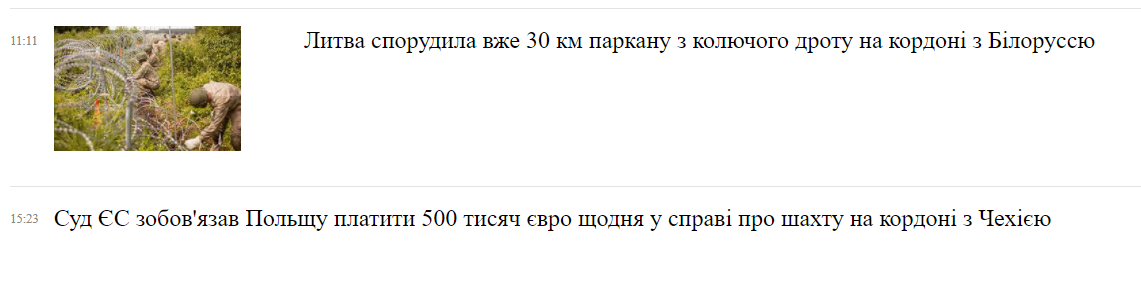 11:11 Литва спорудила вже 30 км паркану з колючого дроту на кордоні з Білоруссю
15:23 Суд ЄС зобов'язав Польщу платити 500 тисяч євро щодня у справі про шахту на кордоні з Чехією